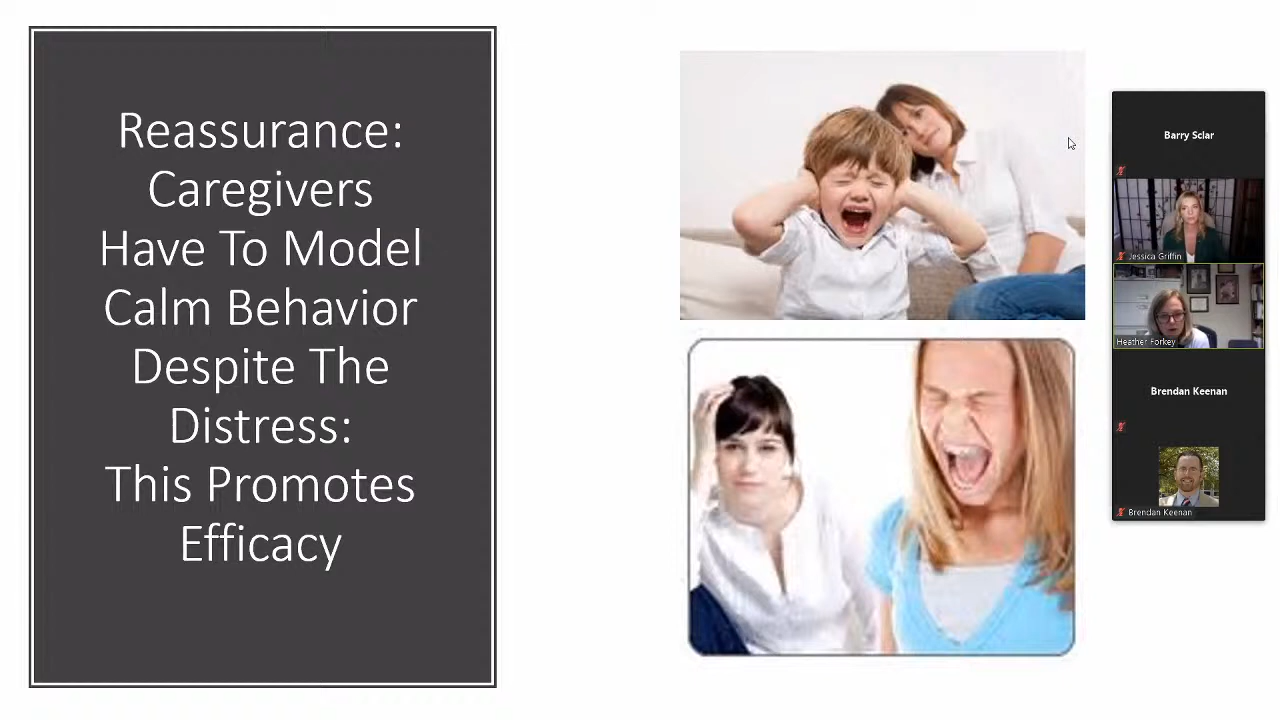 Reassurance:
Caregivers
Have To Model
Calm Behavior
Despite The
Distress:
This Promotes
Efficacy
Barry Sclar
Jessica Griffin
Heather Forkey
Brendan Keenan
Brendan Keenan